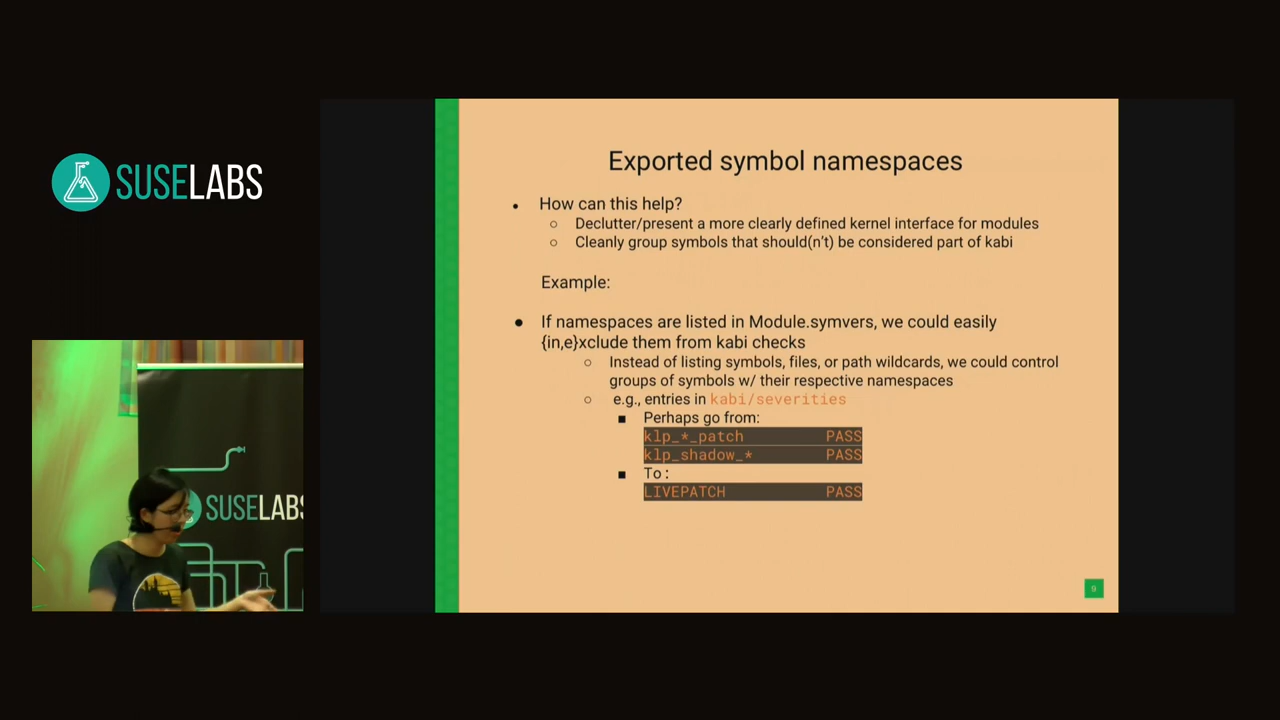 SUSELABS
Exported symbol namespaces
● How can this help?
○ Declutter/present a more clearly defined kernel interface for modules
○ Cleanly group symbols that should(n't) be considered part of kabi
Example:
● If namespaces are listed in Module.symvers, we could easily
{in,e}xclude them from kabi checks
○ Instead of listing symbols, files, or path wildcards, we could control
groups of symbols w/ their respective namespaces
○ e.g., entries in kabi/severities
■ Perhaps go from:
klp_*_patch PASS
klp_shadow_* PASS
■ To:
LIVEPATCH PASS
9
SUSELABS